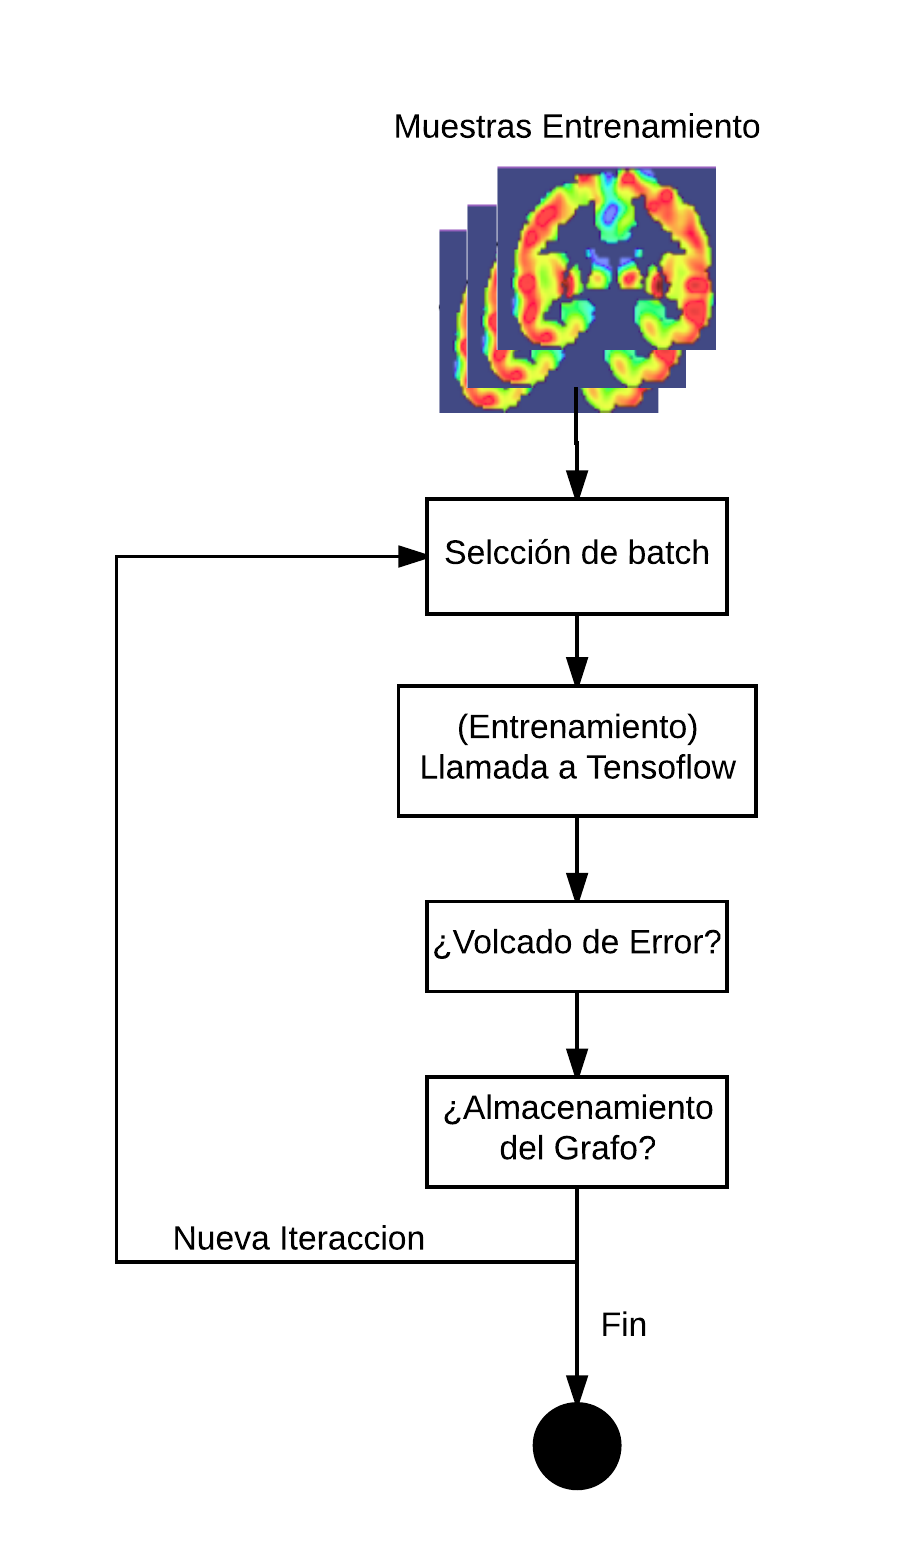 Muestras Entrenamiento
Selcción de batch
(Entrenamiento)
Llamada a Tensoflow
¿Volcado de Error?
¿Almacenamiento
del Grafo?
Nueva Iteraccion
Fin